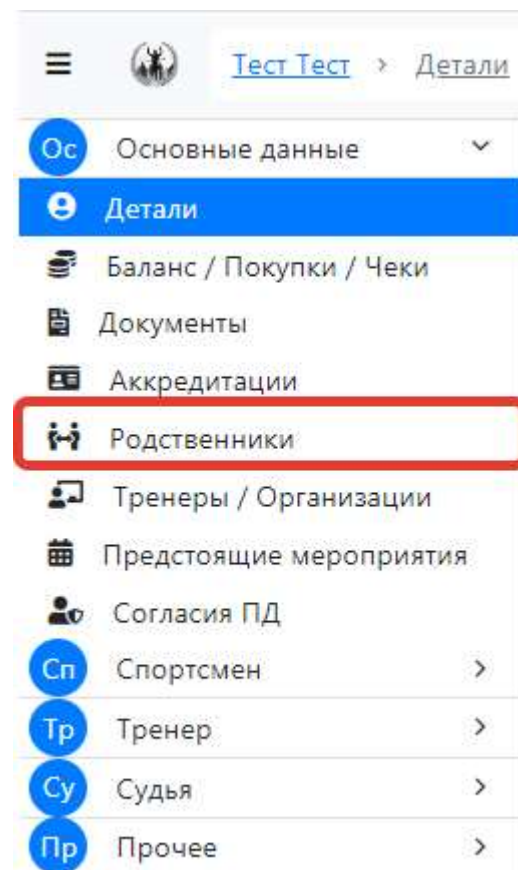 Тест Тест > Детали
Ос Основные данные
Детали
Баланс / Покупки / Чеки
Документы
Аккредитации
Родственники
Тренеры / Организации
Предстоящие мероприятия
Согласия ПД
Сп Спортсмен
Тр Тренер
Су Судья
Пр Прочее